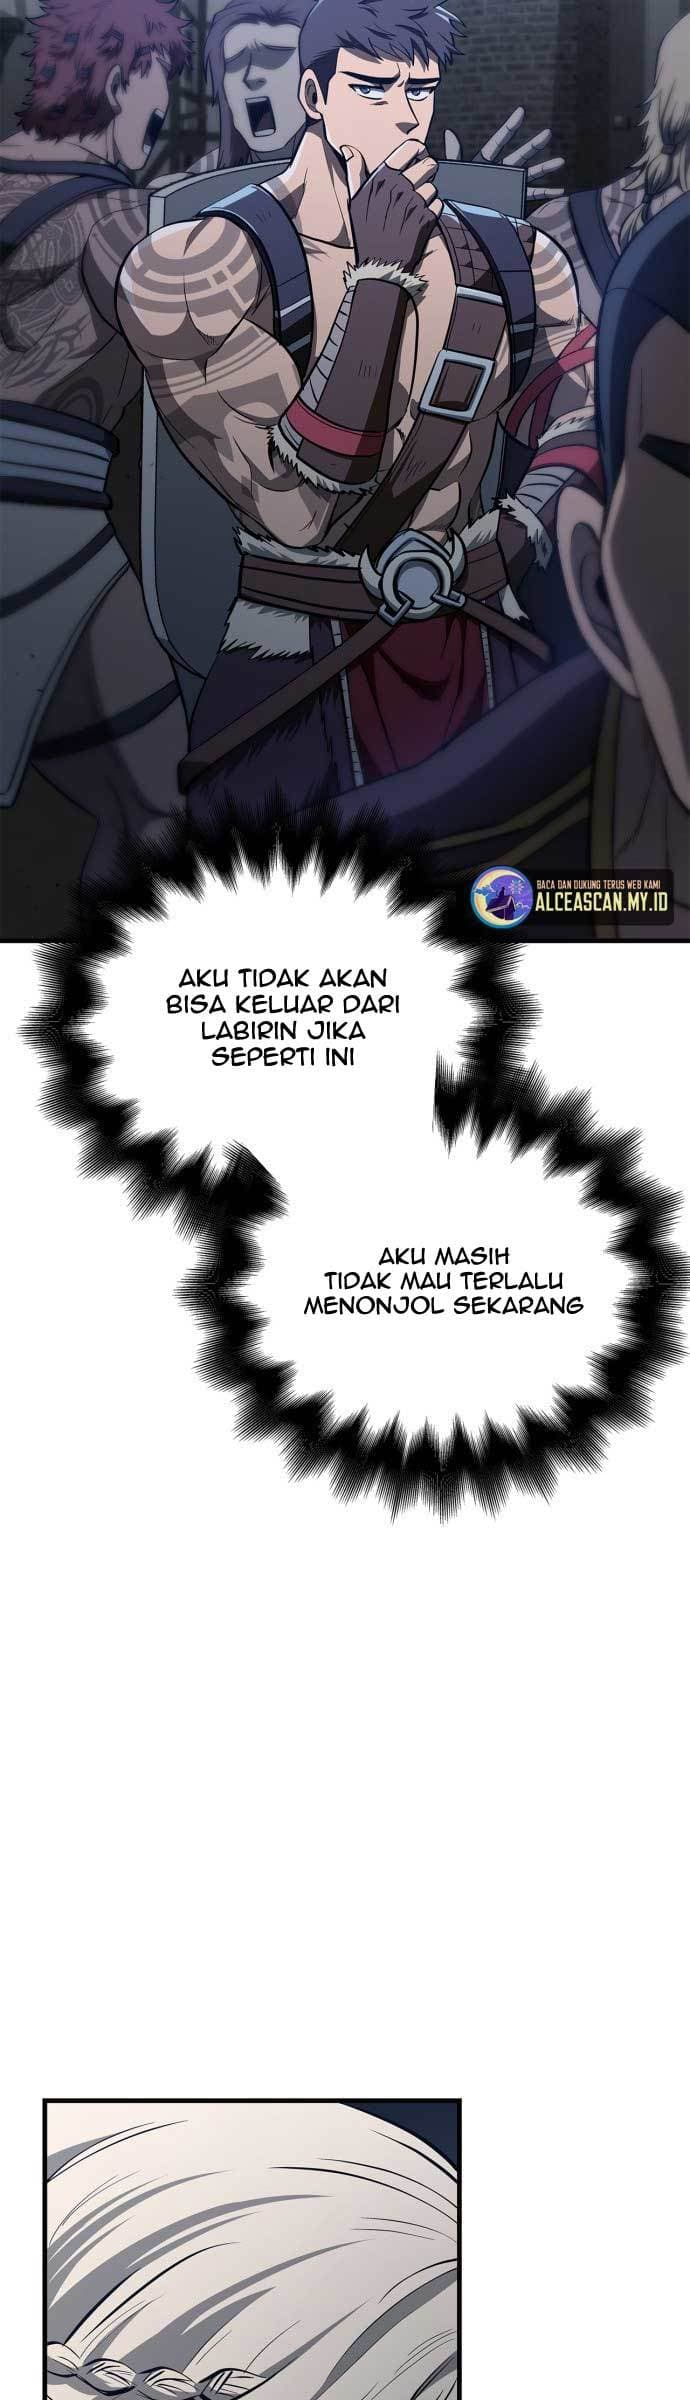 BACA DAN DUKUNG TERUS WEB KAMI
ALCEASCAN.MY.ID
AKU TIDAK AKAN
BISA KELUAR DARI
LABIRIN JIKA
SEPERTI INI
AKU MASIH
TIDAK MAU TERLALU
MENONJOL SEKARANG